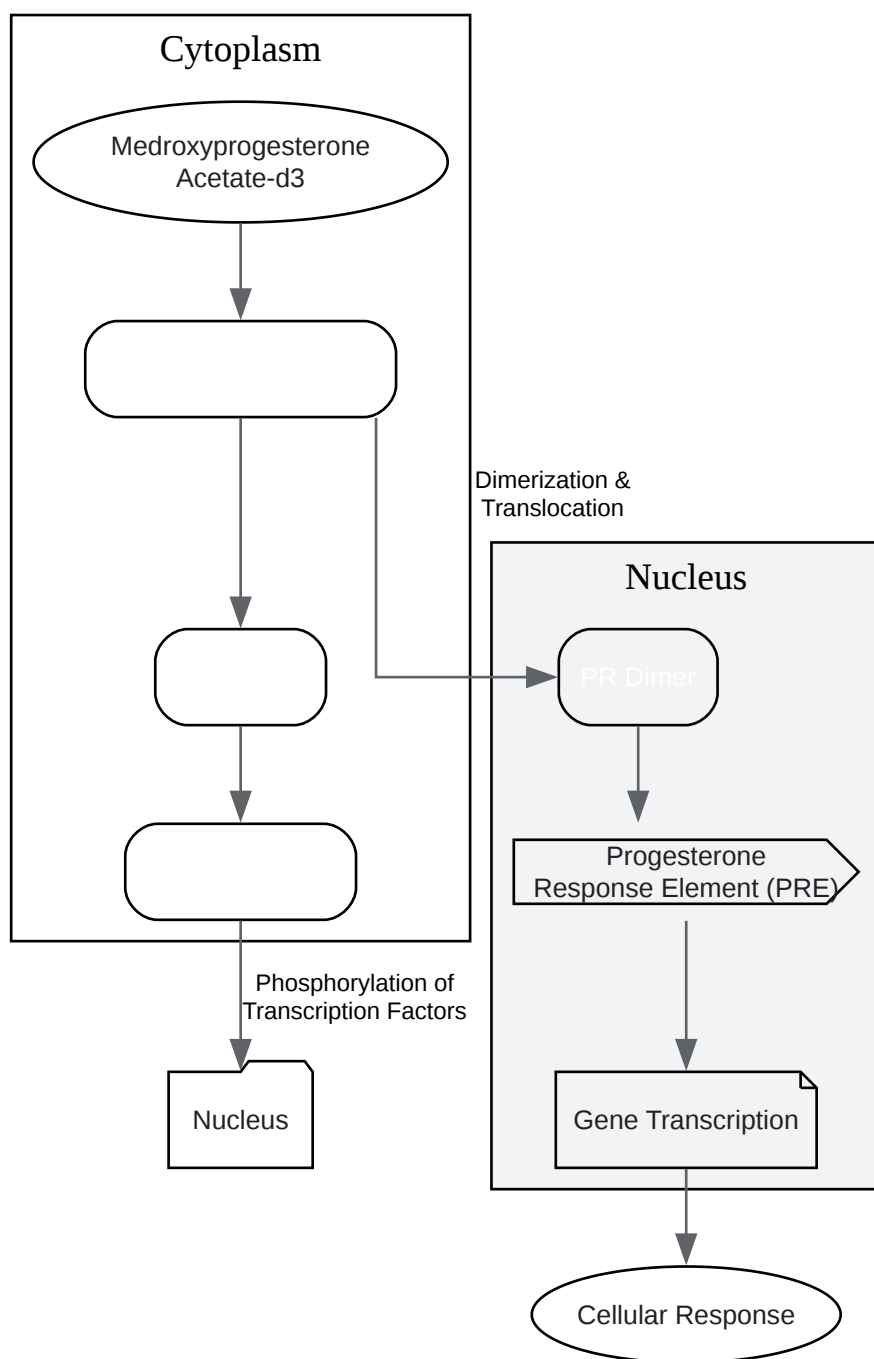 Cytoplasm
Medroxyprogesterone
Acetate-d3
Dimerization &
Translocation
Nucleus
PR Dimer
Progesterone
Response Element (PRE)
Phosphorylation of
Transcription Factors
Nucleus
Gene Transcription
Cellular Response